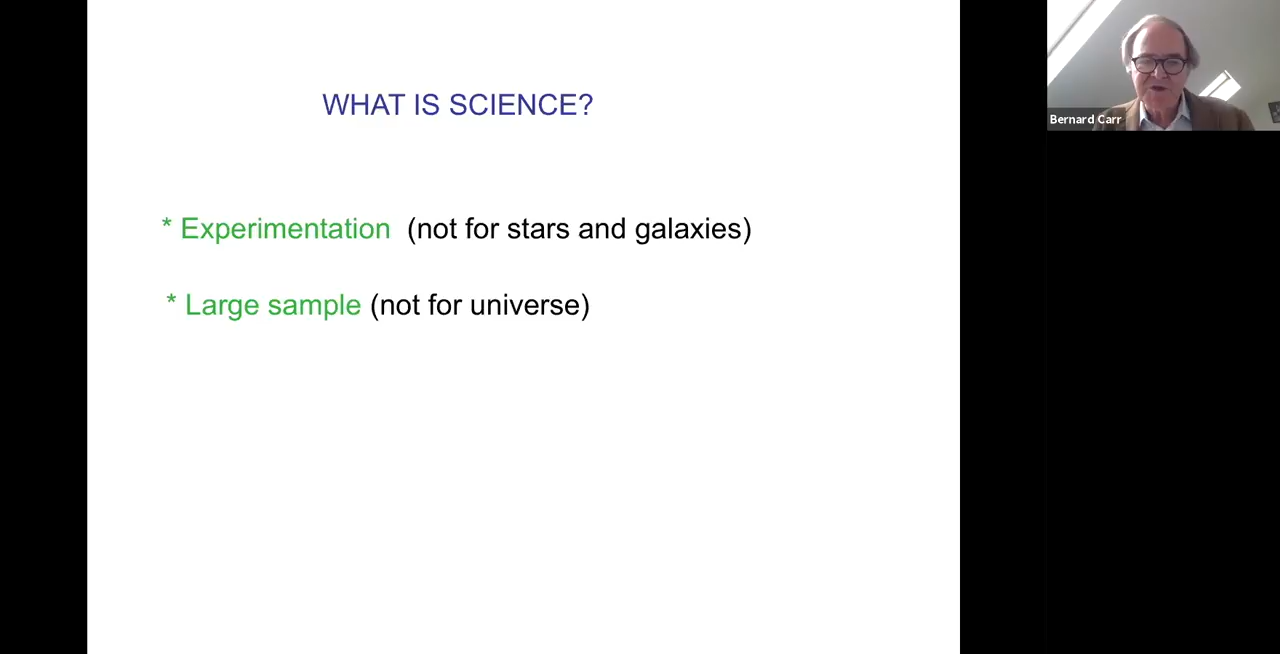 WHAT IS SCIENCE?
* Experimentation (not for stars and galaxies)
* Large sample (not for universe)
Bernard Carr